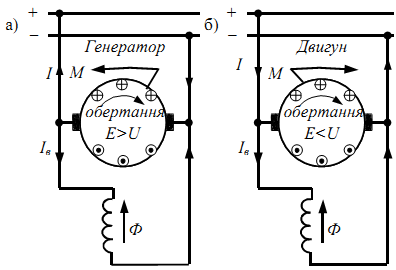 +
–
а)
Генератор
I
М
обертання
E>U
Iв
Ф
+
–
б)
Двигун
I
М
обертання
E<U
Iв
Ф